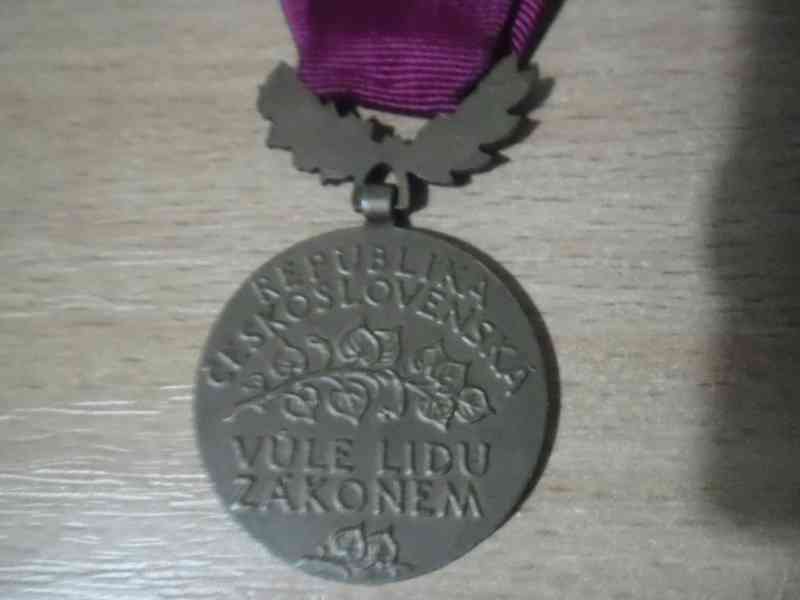 REPUBLIKA
ČESKOSLOVENSKÁ
VŮLE LIDU
ZÁKONEM